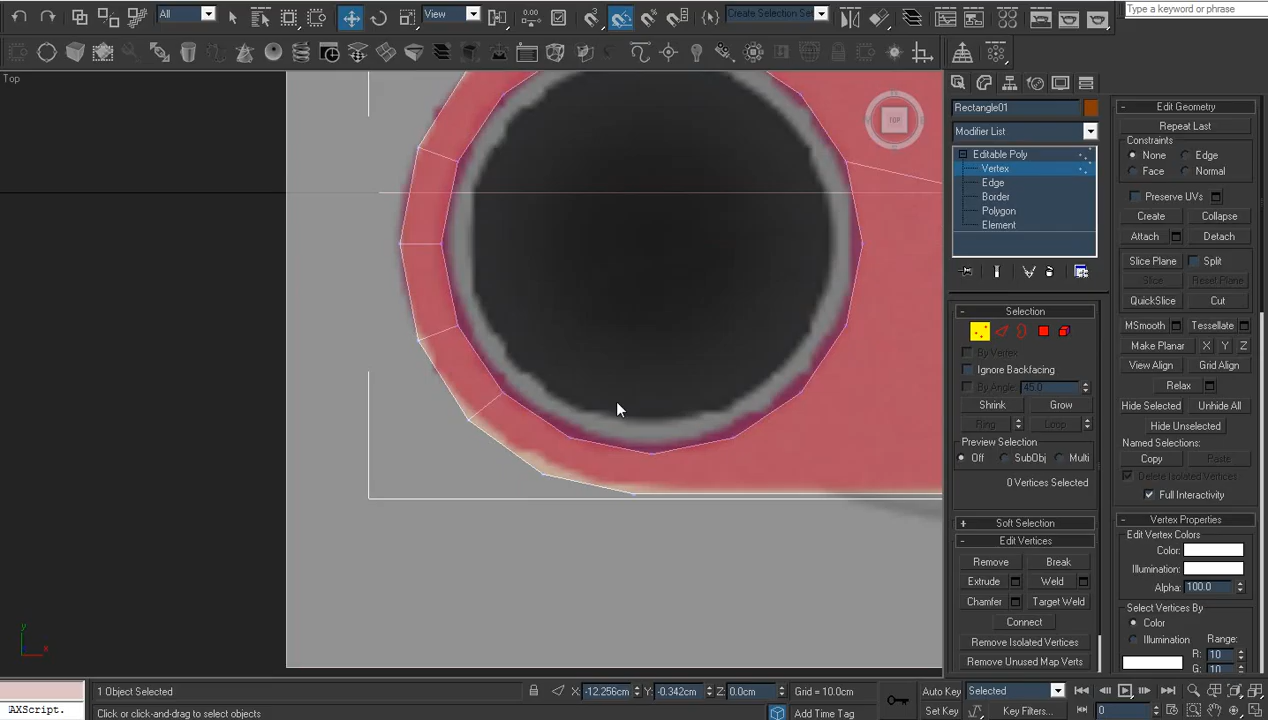 All
View
Create Selection Set
Type a keyword or phrase
Top
TOP
Rectangle01
Modifier List
Editable Poly
Vertex
Edge
Border
Polygon
Element
Selection
By Vertex
Ignore Backfacing
By Angle: 45.0
Shrink
Grow
Ring
Loop
Preview Selection
Off
SubObj
Multi
0 Vertices Selected
Soft Selection
Edit Vertices
Remove
Break
Extrude
Weld
Chamfer
Target Weld
Connect
Remove Isolated Vertices
Remove Unused Map Verts
Edit Geometry
Repeat Last
Constraints
None
Edge
Face
Normal
Preserve UVs
Create
Collapse
Attach
Detach
Slice Plane
Split
Slice
Reset Plane
QuickSlice
Cut
MSmooth
Tessellate
Make Planar
X
Y
Z
View Align
Grid Align
Relax
Hide Selected
Unhide All
Hide Unselected
Named Selections:
Copy
Paste
Delete Isolated Vertices
Full Interactivity
Vertex Properties
Edit Vertex Colors
Color:
Illumination:
Alpha: 100.0
Select Vertices By
Color
Illumination
Range:
R: 10
G: 10
y
x
1 Object Selected
X: -12.256cm
Y: -0.342cm
Z: 0.0cm
Grid = 10.0cm
Auto Key
Selected
AXScript.
Click or click-and-drag to select objects
Add Time Tag
Set Key
Key Filters...
0